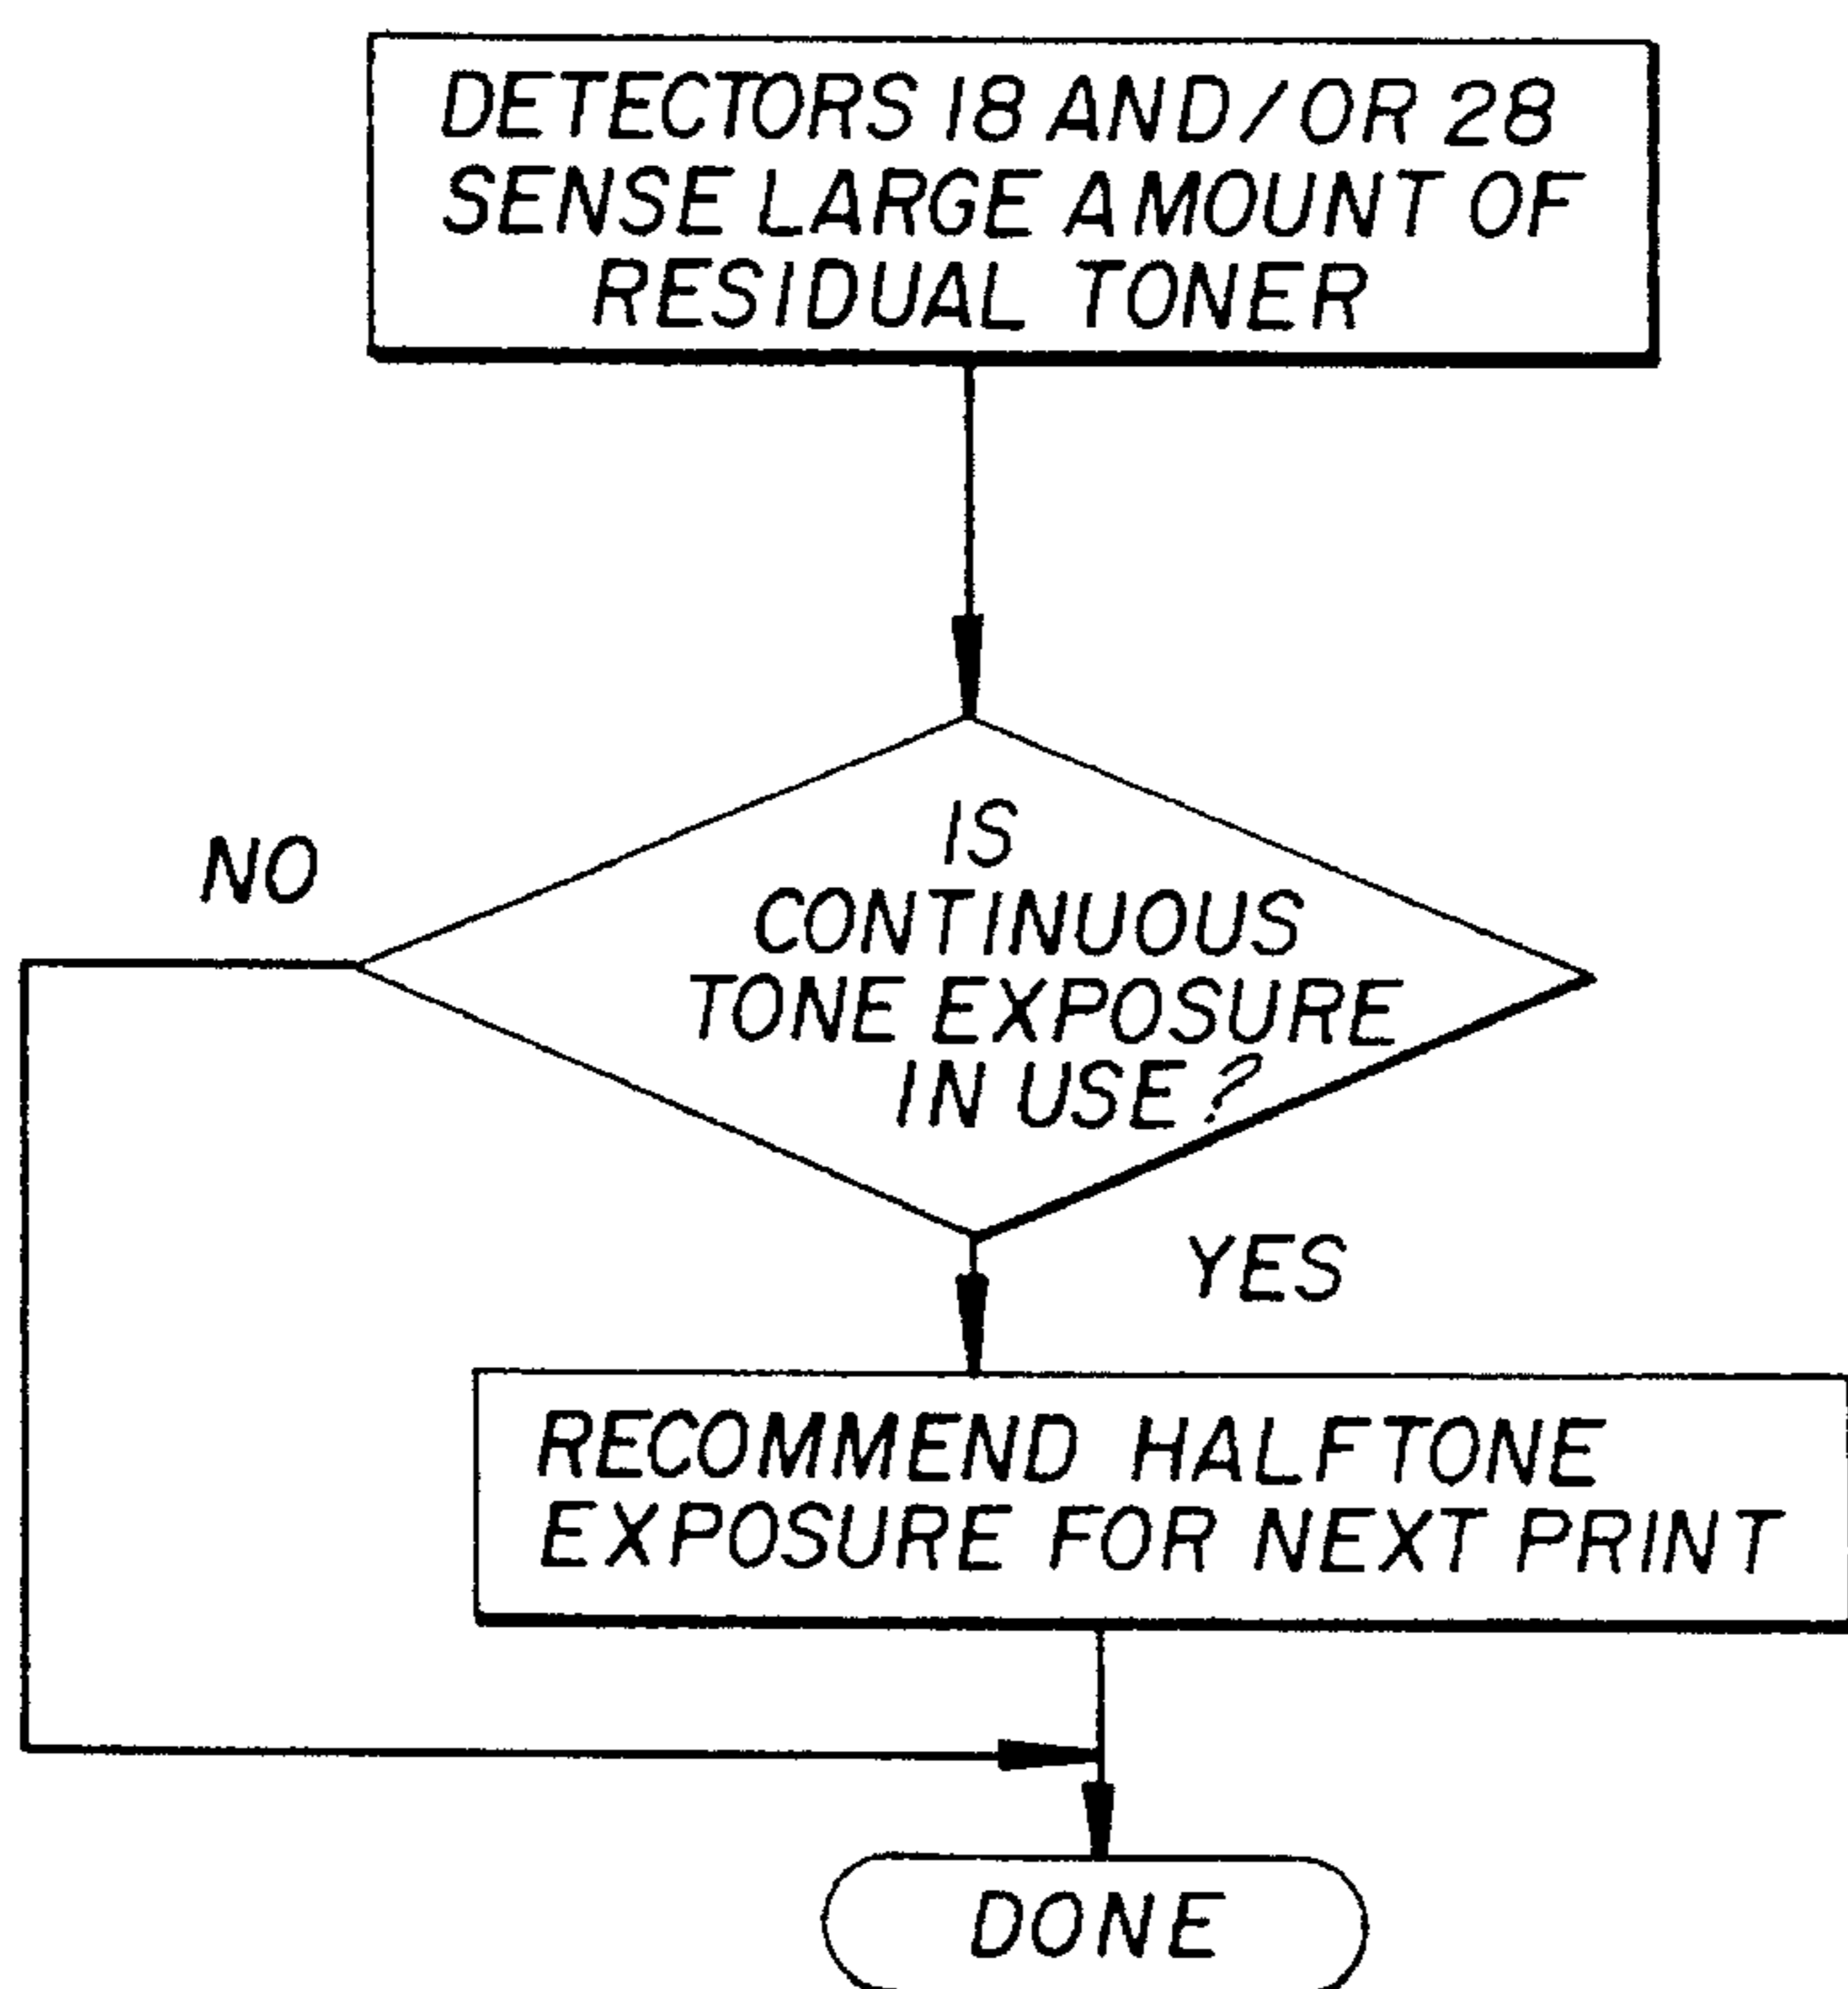 DETECTORS 18 AND/OR 28
SENSE LARGE AMOUNT OF
RESIDUAL TONER
IS
CONTINUOUS
TONE EXPOSURE
IN USE?
NO
YES
RECOMMEND HALFTONE
EXPOSURE FOR NEXT PRINT
DONE